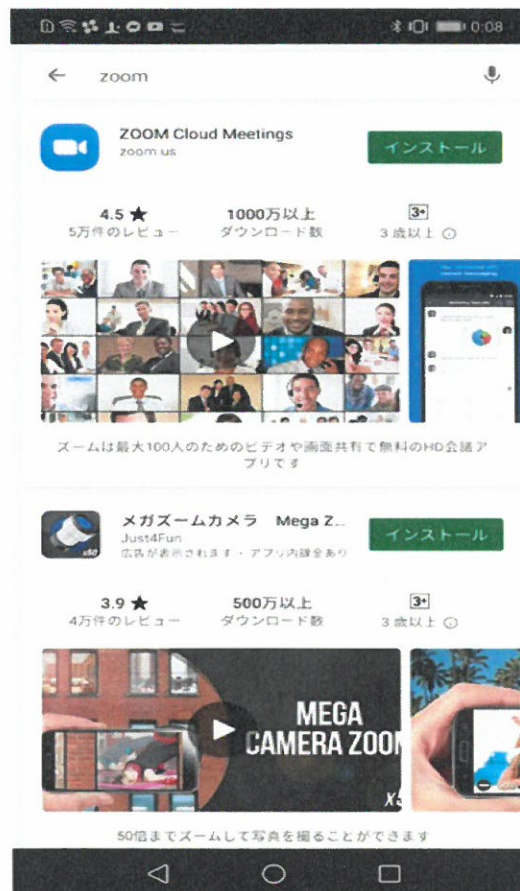 0:08
zoom
ZOOM Cloud Meetings
zoom.us
インストール
4.5 ★ 1000万以上 3+
5万件のレビュー ダウンロード数 3 歳以上
ズームは最大100人のためのビデオや画面共有で無料のHD会議ア
プリです
メガズームカメラ Mega Z...
Just4Fun
インストール
広告が表示されます・アプリ内課金あり
x50
3.9 ★ 500万以上 3+
4万件のレビュー ダウンロード数 3 歳以上
MEGA
CAMERA ZOO
50倍までズームして写真を撮ることができます